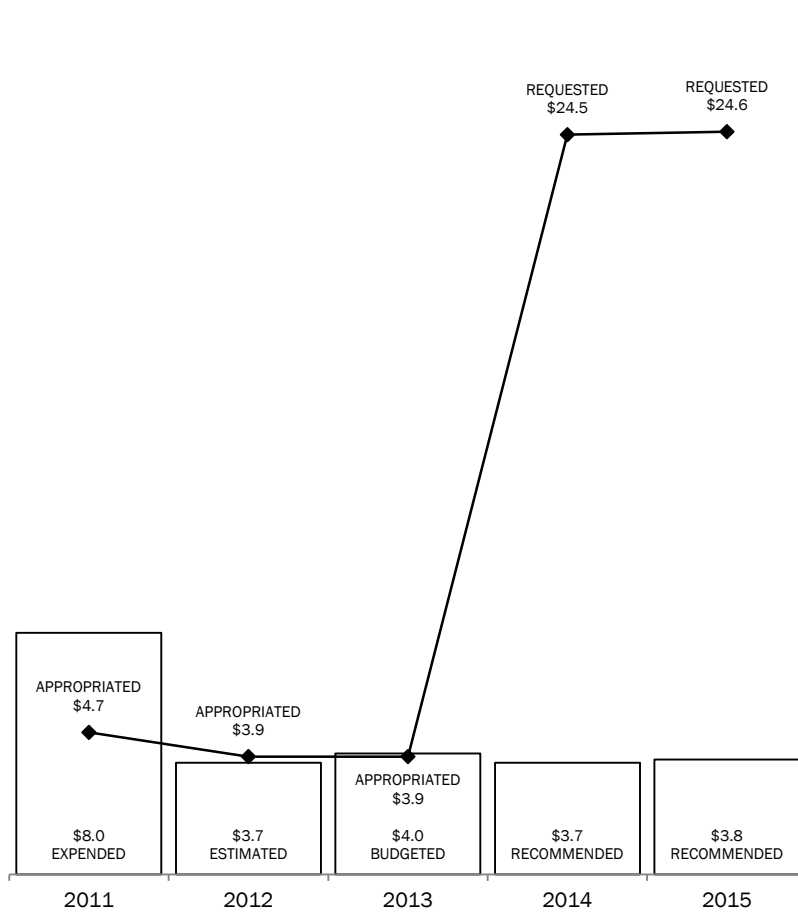 REQUESTED
$24.5
REQUESTED
$24.6
APPROPRIATED
$4.7
APPROPRIATED
$3.9
APPROPRIATED
$3.9
$8.0
EXPENDED
$3.7
ESTIMATED
$4.0
BUDGETED
$3.7
RECOMMENDED
$3.8
RECOMMENDED
2011
2012
2013
2014
2015